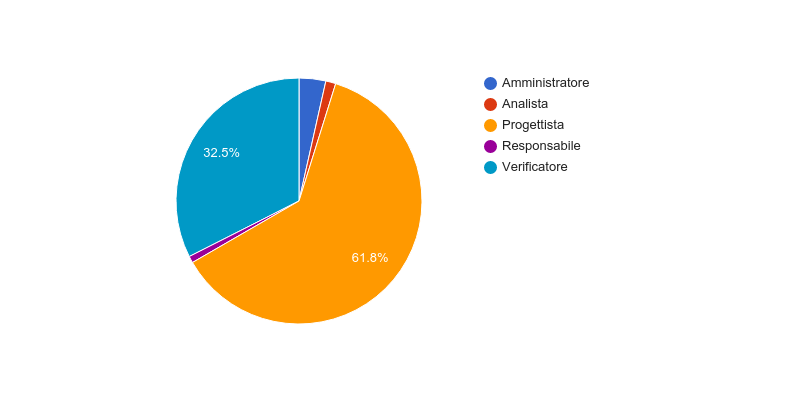 Amministratore
Analista
Progettista
Responsabile
Verificatore
32.5%
61.8%